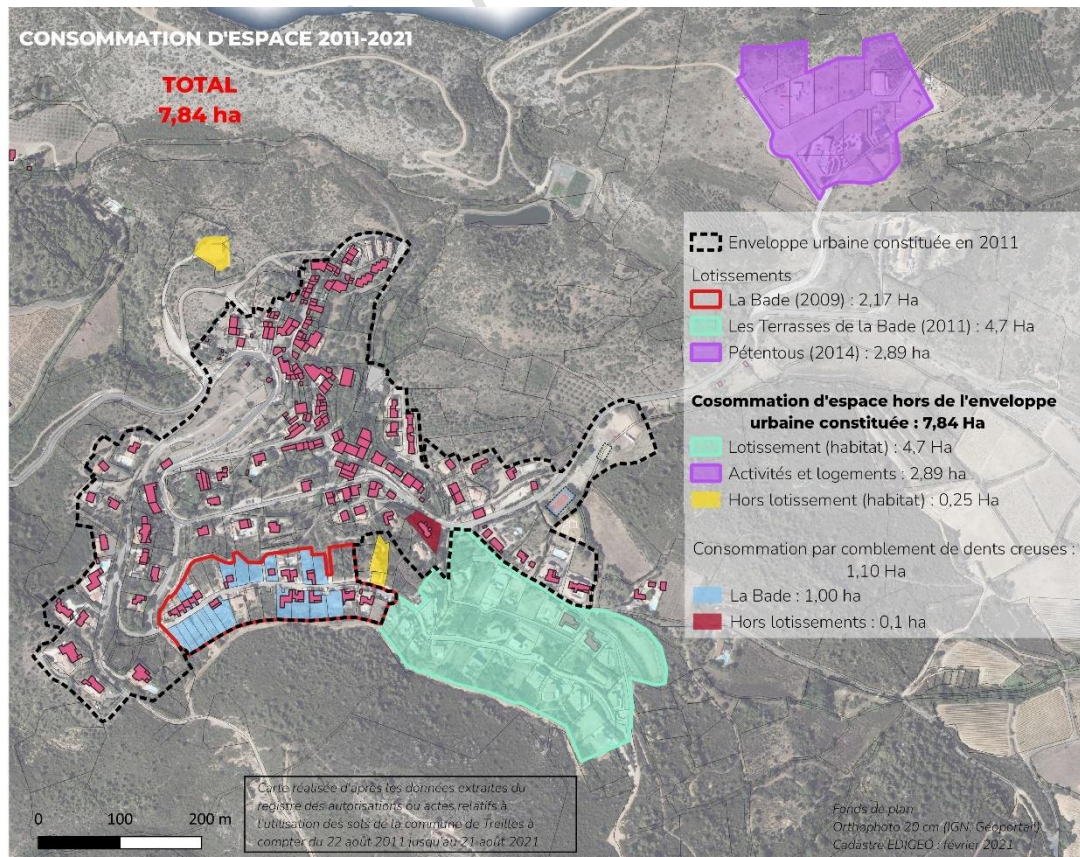 CONSOMMATION D'ESPACE 2011-2021
TOTAL
7,84 ha
Enveloppe urbaine constituée en 2011
Lotissements
La Bade (2009) : 2,17 Ha
Les Terrasses de la Bade (2011) : 4,7 Ha
Pétentous (2014) : 2,89 ha
Cosommation d'espace hors de l'enveloppe
urbaine constituée : 7,84 Ha
Lotissement (habitat) : 4,7 Ha
Activités et logements : 2,89 ha
Hors lotissement (habitat) : 0,25 Ha
Consommation par comblement de dents creuses :
1,10 Ha
La Bade : 1,00 ha
Hors lotissements : 0,1 ha
Carte réalisée d'après les données extraites du
registre des autorisations ou actes relatifs à
l'utilisation des sols de la commune de Treilles à
compter du 22 août 2011 jusqu'au 21 août 2021
Fonds de plan
Orthophoto 20 cm (IGN, Géoportail)
Cadastre EDIGEO : février 2021
0 100 200 m